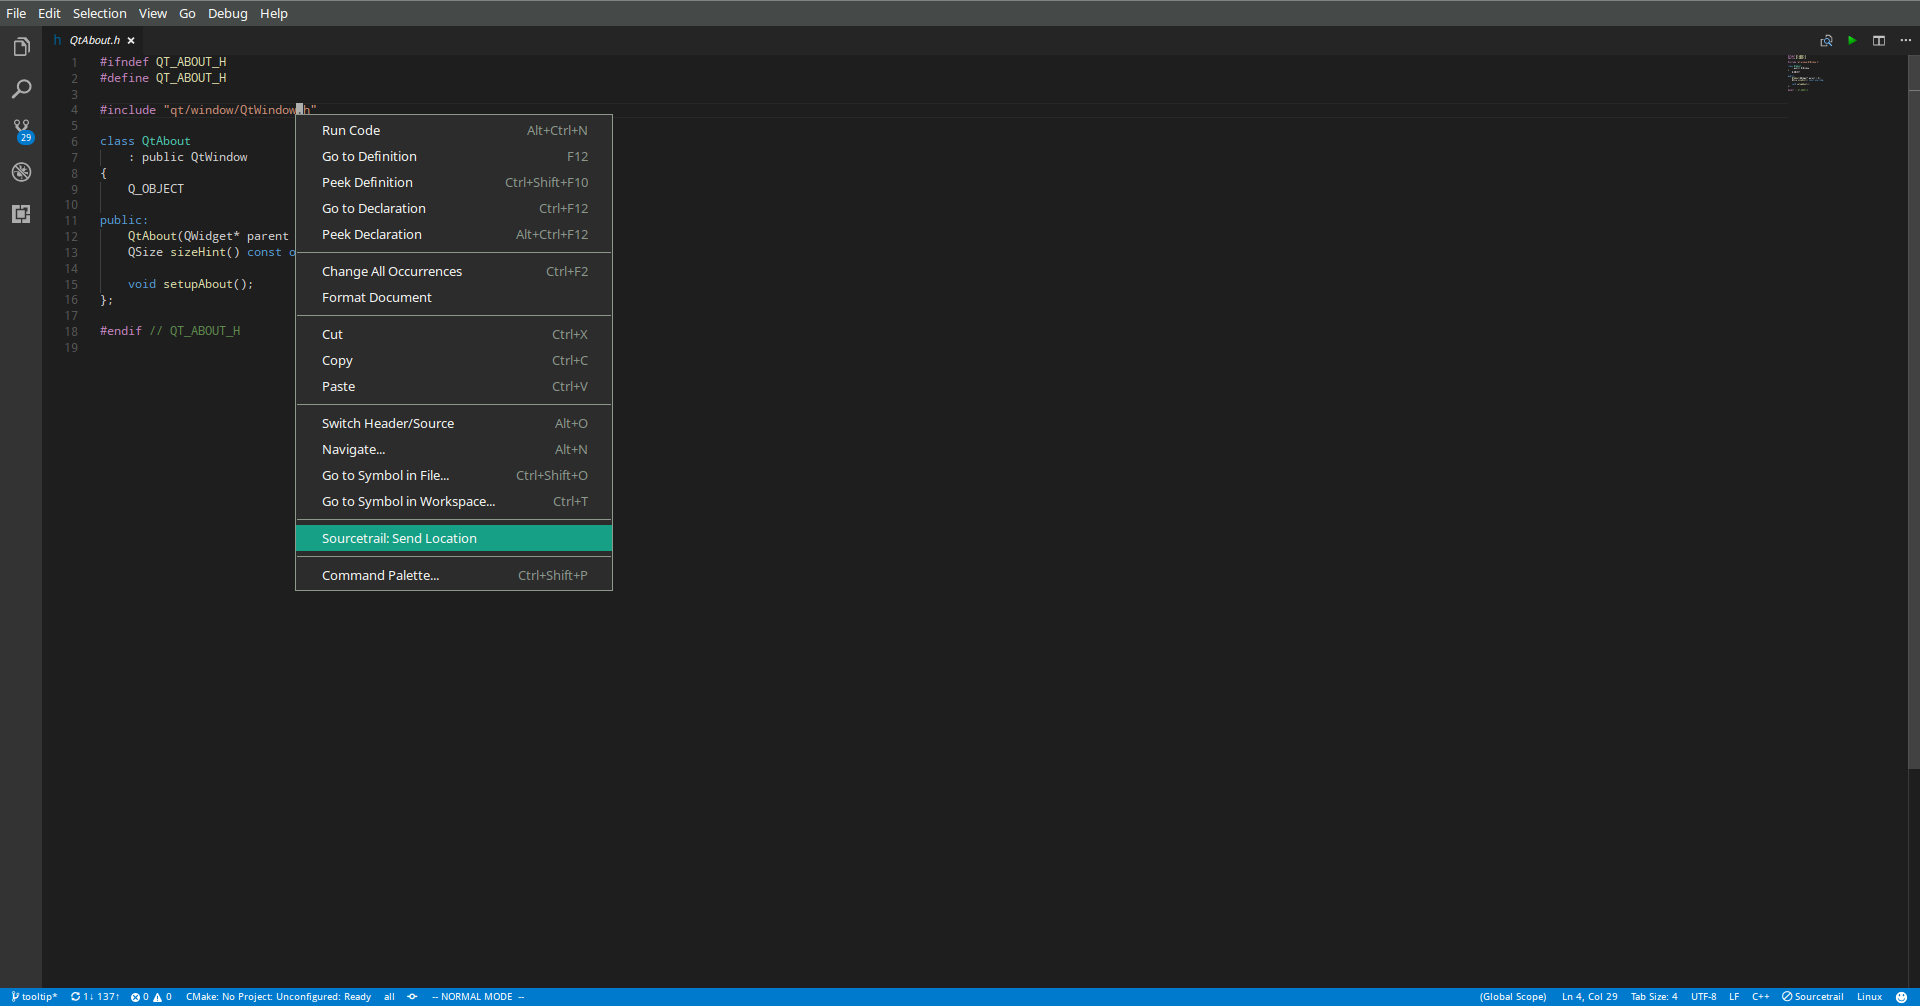 File Edit Selection View Go Debug Help
h QtAbout.h ×
1 #ifndef QT_ABOUT_H
2 #define QT_ABOUT_H
3
4 #include "qt/window/QtWindow.h"
5
6 class QtAbout
7 : public QtWindow
8 {
9 Q_OBJECT
10
11 public:
12 QtAbout(QWidget* parent
13 QSize sizeHint() const o
14
15 void setupAbout();
16 };
17
18 #endif // QT_ABOUT_H
19
29
Run Code Alt+Ctrl+N
Go to Definition F12
Peek Definition Ctrl+Shift+F10
Go to Declaration Ctrl+F12
Peek Declaration Alt+Ctrl+F12
Change All Occurrences Ctrl+F2
Format Document
Cut Ctrl+X
Copy Ctrl+C
Paste Ctrl+V
Switch Header/Source Alt+O
Navigate... Alt+N
Go to Symbol in File... Ctrl+Shift+O
Go to Symbol in Workspace... Ctrl+T
Sourcetrail: Send Location
Command Palette... Ctrl+Shift+P
tooltip* 1↓ 137↑ 0 0 CMake: No Project: Unconfigured: Ready all -- NORMAL MODE -- (Global Scope) Ln 4, Col 29 Tab Size: 4 UTF-8 LF C++ Sourcetrail Linux